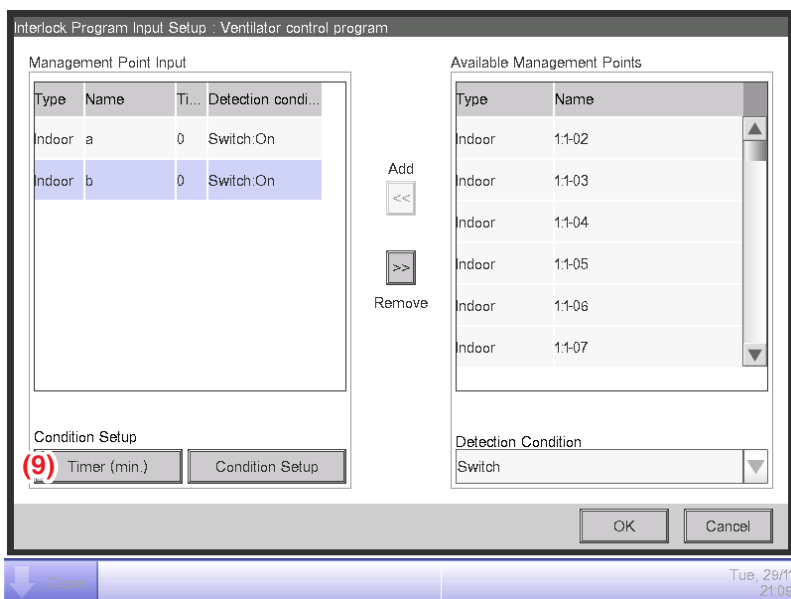 Interlock Program Input Setup : Ventilator control program
Management Point Input
Available Management Points
Type Name Ti... Detection condi...
Indoor a 0 Switch:On
Indoor b 0 Switch:On
Add
<<
>>
Remove
Type Name
Indoor 1:1-02
Indoor 1:1-03
Indoor 1:1-04
Indoor 1:1-05
Indoor 1:1-06
Indoor 1:1-07
Condition Setup
(9) Timer (min.) Condition Setup
Detection Condition
Switch
OK Cancel
Close
Tue, 29/11
21:09